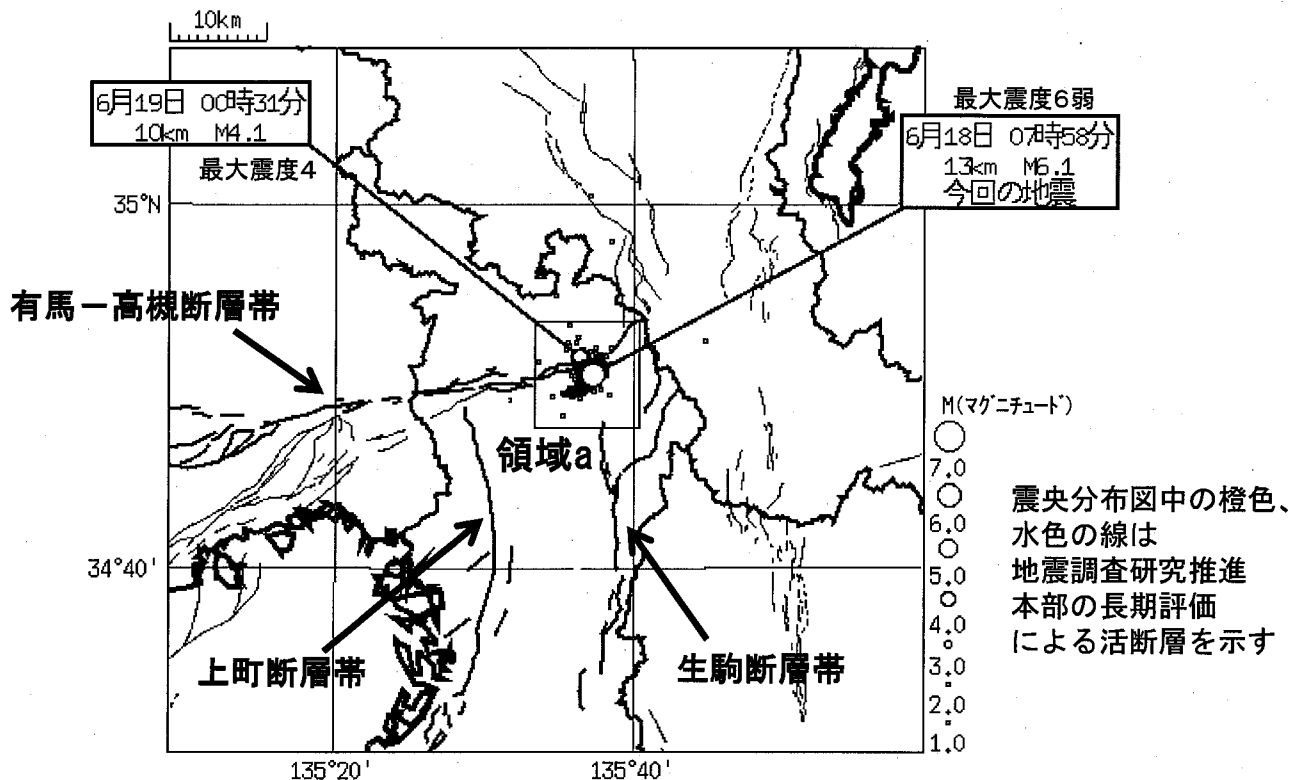 10km
6月19日 00時31分
10km M4.1
最大震度4
最大震度6弱
6月18日 07時58分
13km M6.1
今回の地震
35°N
有馬－高槻断層帯
領域a
M(マグニチュード)
7.0
6.0
5.0
4.0
3.0
2.0
1.0
震央分布図中の橙色、
水色の線は
地震調査研究推進
本部の長期評価
による活断層を示す
34°40'
上町断層帯
生駒断層帯
135°20'
135°40'